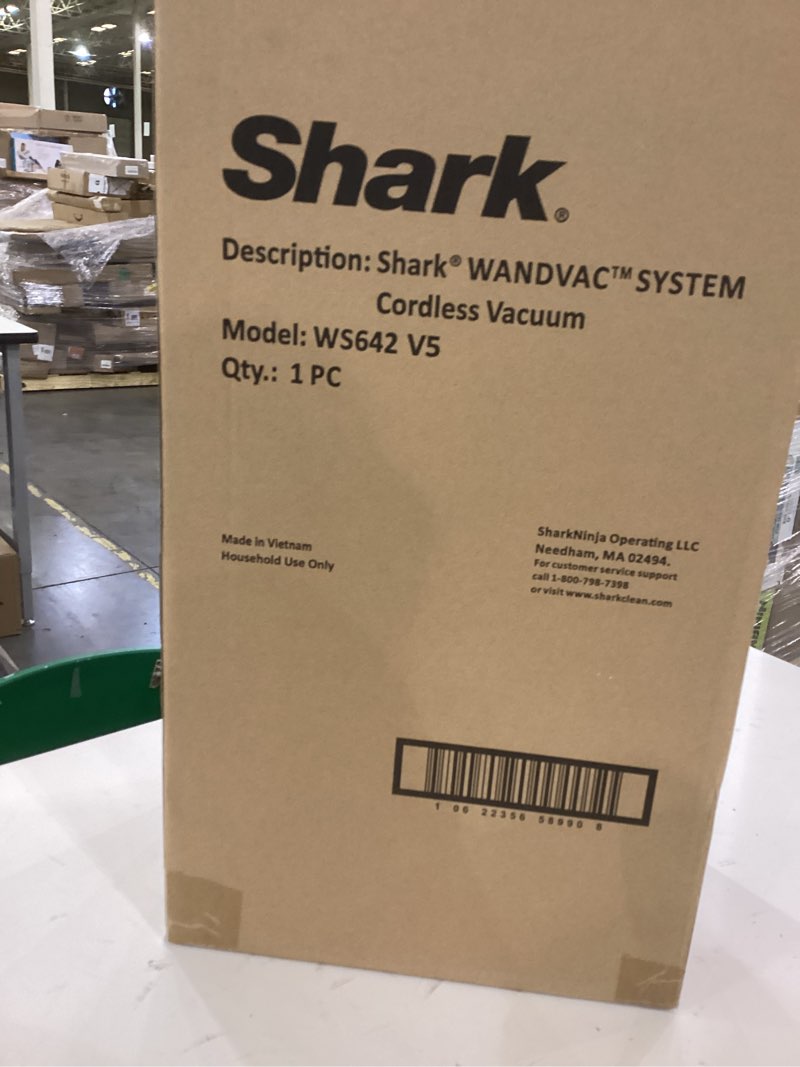 Shark®
Description: Shark® WANDVAC™ SYSTEM
Cordless Vacuum
Model: WS642 V5
Qty.: 1 PC
Made in Vietnam
Household Use Only
SharkNinja Operating LLC
Needham, MA 02494.
For customer service support
call 1-800-798-7398
or visit www.sharkclean.com
1 06 22356 58990 8